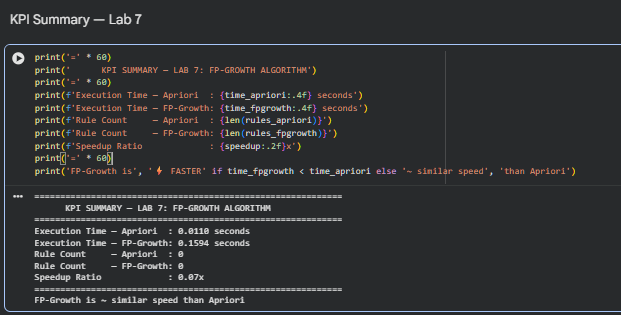 KPI Summary — Lab 7
print('=' * 60)
print('      KPI SUMMARY — LAB 7: FP-GROWTH ALGORITHM')
print('=' * 60)
print(f'Execution Time — Apriori  : {time_apriori:.4f} seconds')
print(f'Execution Time — FP-Growth: {time_fpgrowth:.4f} seconds')
print(f'Rule Count     — Apriori  : {len(rules_apriori)}')
print(f'Rule Count     — FP-Growth: {len(rules_fpgrowth)}')
print(f'Speedup Ratio             : {speedup:.2f}x')
print('=' * 60)
print('FP-Growth is', '⚡ FASTER' if time_fpgrowth < time_apriori else '~ similar speed', 'than Apriori')
============================================================
      KPI SUMMARY — LAB 7: FP-GROWTH ALGORITHM
============================================================
Execution Time — Apriori  : 0.0110 seconds
Execution Time — FP-Growth: 0.1594 seconds
Rule Count     — Apriori  : 0
Rule Count     — FP-Growth: 0
Speedup Ratio             : 0.07x
============================================================
FP-Growth is ~ similar speed than Apriori